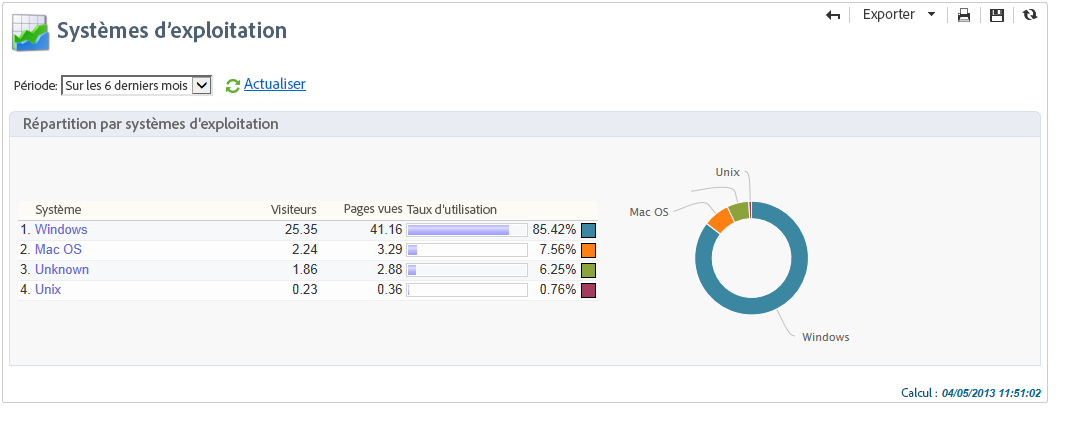 Exporter
Systèmes d'exploitation
Période: Sur les 6 derniers mois Actualiser
Répartition par systèmes d'exploitation
Système Visiteurs Pages vues Taux d'utilisation
1. Windows 25.35 41.16 85.42%
2. Mac OS 2.24 3.29 7.56%
3. Unknown 1.86 2.88 6.25%
4. Unix 0.23 0.36 0.76%
Unix
Mac OS
Windows
Calcul : 04/05/2013 11:51:02